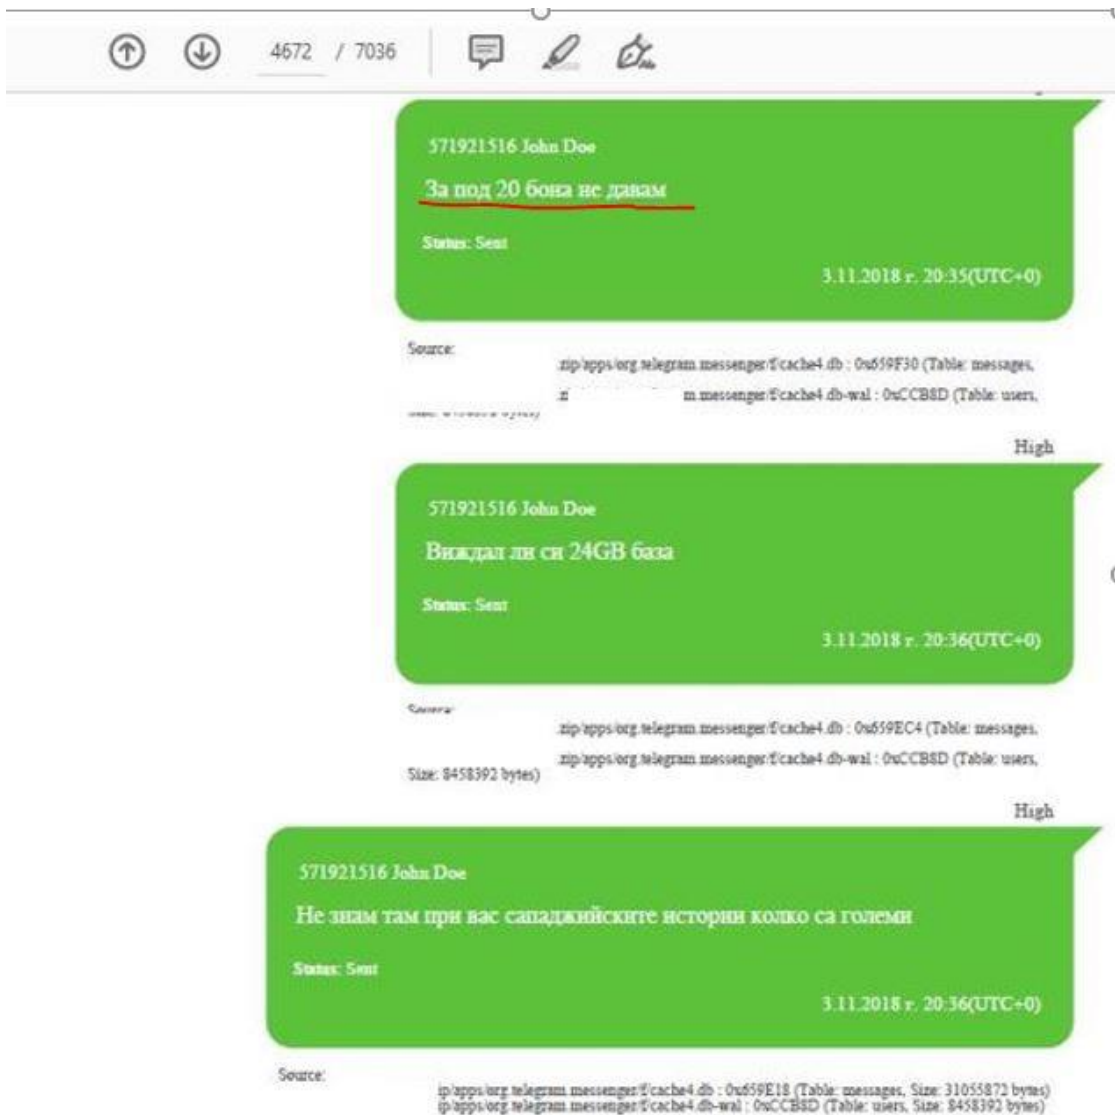 4672 / 7036
571921516 John Doe
За под 20 бона не давам
Status: Sent
3.11.2018 г. 20:35(UTC+0)
Source:
.zip/apps/org.telegram.messenger/f/cache4.db : 0x659F30 (Table: messages,
.z m.messenger/f/cache4.db-wal : 0xCCB8D (Table: users,
High
571921516 John Doe
Виждал ли си 24GB база
Status: Sent
3.11.2018 г. 20:36(UTC+0)
Source:
.zip/apps/org.telegram.messenger/f/cache4.db : 0x659EC4 (Table: messages,
.zip/apps/org.telegram.messenger/f/cache4.db-wal : 0xCCB8D (Table: users,
Size: 8458392 bytes)
High
571921516 John Doe
Не знам там при вас сападжийските истории колко са големи
Status: Sent
3.11.2018 г. 20:36(UTC+0)
Source:
ip/apps/org.telegram.messenger/f/cache4.db : 0x659E18 (Table: messages, Size: 31055872 bytes)
ip/apps/org.telegram.messenger/f/cache4.db-wal : 0xCCB8D (Table: users, Size: 8458392 bytes)